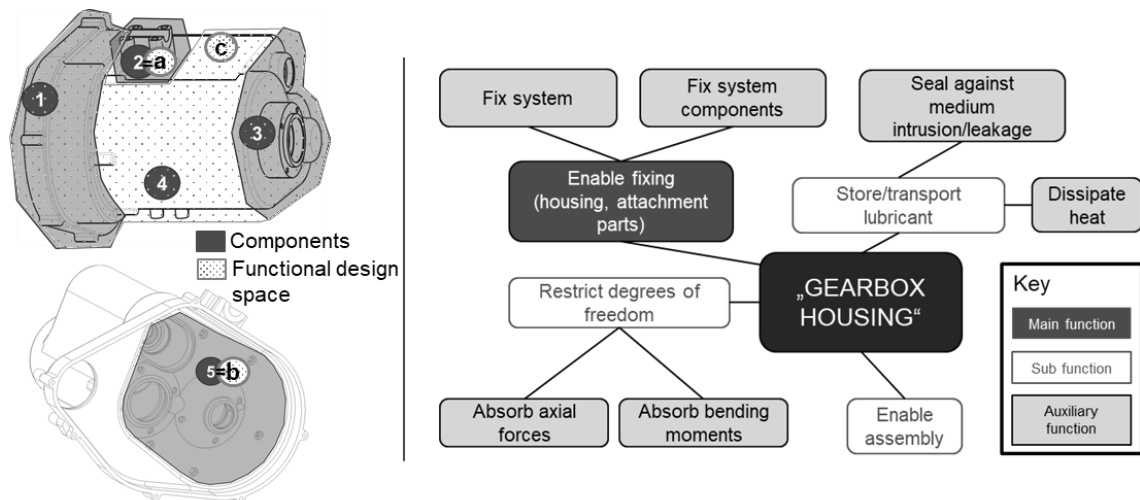 1
2=a
c
3
4
Components
Functional design
space
5=b
Fix system
Fix system
components
Seal against
medium
intrusion/leakage
Enable fixing
(housing, attachment
parts)
Store/transport
lubricant
Dissipate
heat
Restrict degrees of
freedom
„GEARBOX
HOUSING“
Absorb axial
forces
Absorb bending
moments
Enable
assembly
Key
Main function
Sub function
Auxiliary
function